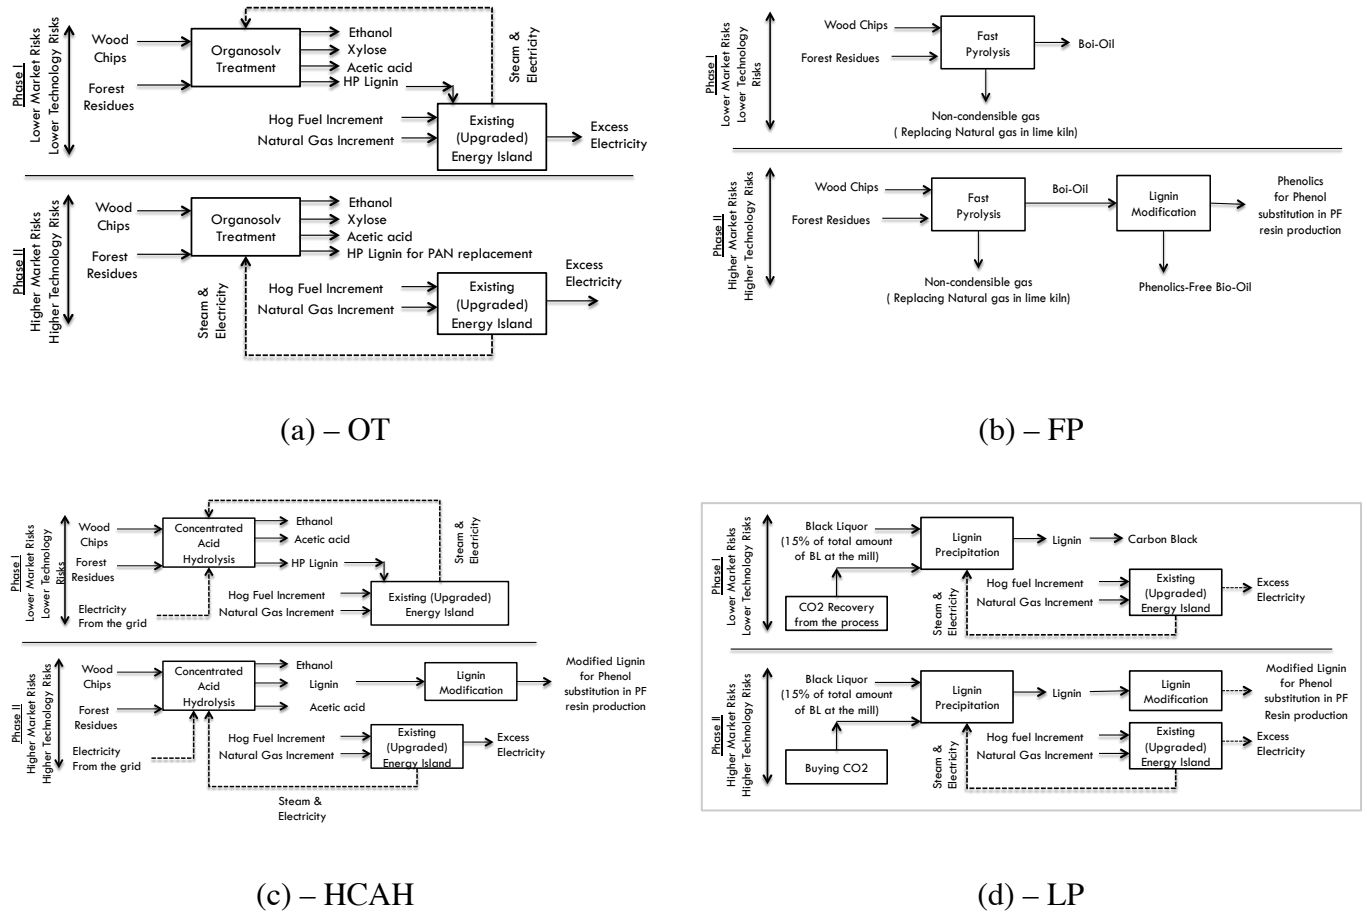 Phase I
Lower Market Risks
Lower Technology Risks
Wood
Chips
Forest
Residues
Organosolv
Treatment
Ethanol
Xylose
Acetic acid
HP Lignin
Steam &
Electricity
Hog Fuel Increment
Natural Gas Increment
Existing
(Upgraded)
Energy Island
Excess
Electricity
Phase II
Higher Market Risks
Higher Technology Risks
Wood
Chips
Forest
Residues
Organosolv
Treatment
Ethanol
Xylose
Acetic acid
HP Lignin for PAN replacement
Steam &
Electricity
Hog Fuel Increment
Natural Gas Increment
Existing
(Upgraded)
Energy Island
Excess
Electricity
(a) – OT
Phase I
Lower Market Risks
Lower Technology
Risks
Wood Chips
Forest Residues
Fast
Pyrolysis
Boi-Oil
Non-condensible gas
( Replacing Natural gas in lime kiln)
Phase II
Higher Market Risks
Higher Technology Risks
Wood Chips
Forest Residues
Fast
Pyrolysis
Boi-Oil
Lignin
Modification
Phenolics
for Phenol
substitution in PF
resin production
Non-condensible gas
( Replacing Natural gas in lime kiln)
Phenolics-Free Bio-Oil
(b) – FP
Phase I
Lower Market Risks
Lower Technology
Risks
Wood
Chips
Forest
Residues
Electricity
From the grid
Concentrated
Acid
Hydrolysis
Ethanol
Acetic acid
HP Lignin
Steam &
Electricity
Hog Fuel Increment
Natural Gas Increment
Existing (Upgraded)
Energy Island
Phase II
Higher Market Risks
Higher Technology Risks
Wood
Chips
Forest
Residues
Electricity
From the grid
Concentrated
Acid
Hydrolysis
Ethanol
Lignin
Acetic acid
Lignin
Modification
Modified Lignin
for Phenol
substitution in PF
resin production
Hog Fuel Increment
Natural Gas Increment
Existing
(Upgraded)
Energy Island
Excess
Electricity
Steam &
Electricity
(c) – HCAH
Phase I
Lower Market Risks
Lower Technology Risks
Black Liquor
(15% of total amount
of BL at the mill)
CO2 Recovery
from the process
Lignin
Precipitation
Lignin
Carbon Black
Steam &
Electricity
Hog fuel Increment
Natural Gas Increment
Existing
(Upgraded)
Energy Island
Excess
Electricity
Phase II
Higher Market Risks
Higher Technology Risks
Black Liquor
(15% of total amount
of BL at the mill)
Buying CO2
Lignin
Precipitation
Lignin
Lignin
Modification
Modified Lignin
for Phenol
substitution in PF
Resin production
Steam &
Electricity
Hog fuel Increment
Natural Gas Increment
Existing
(Upgraded)
Energy Island
Excess
Electricity
(d) – LP